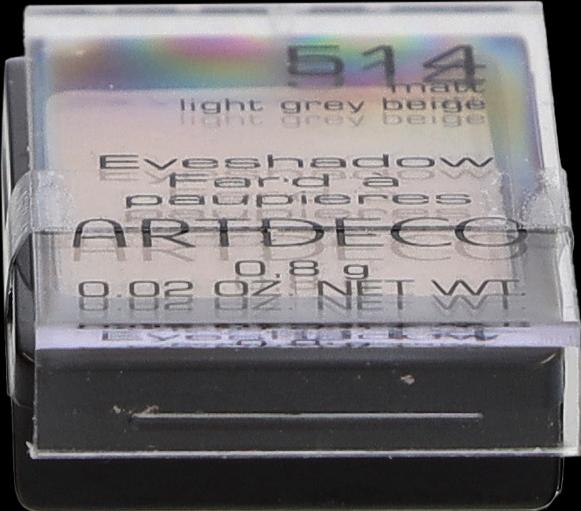 514
matt
light grey beige
Eyeshadow
Fard à
paupières
ARTDECO
0.8 g
0.02 OZ. NET WT.